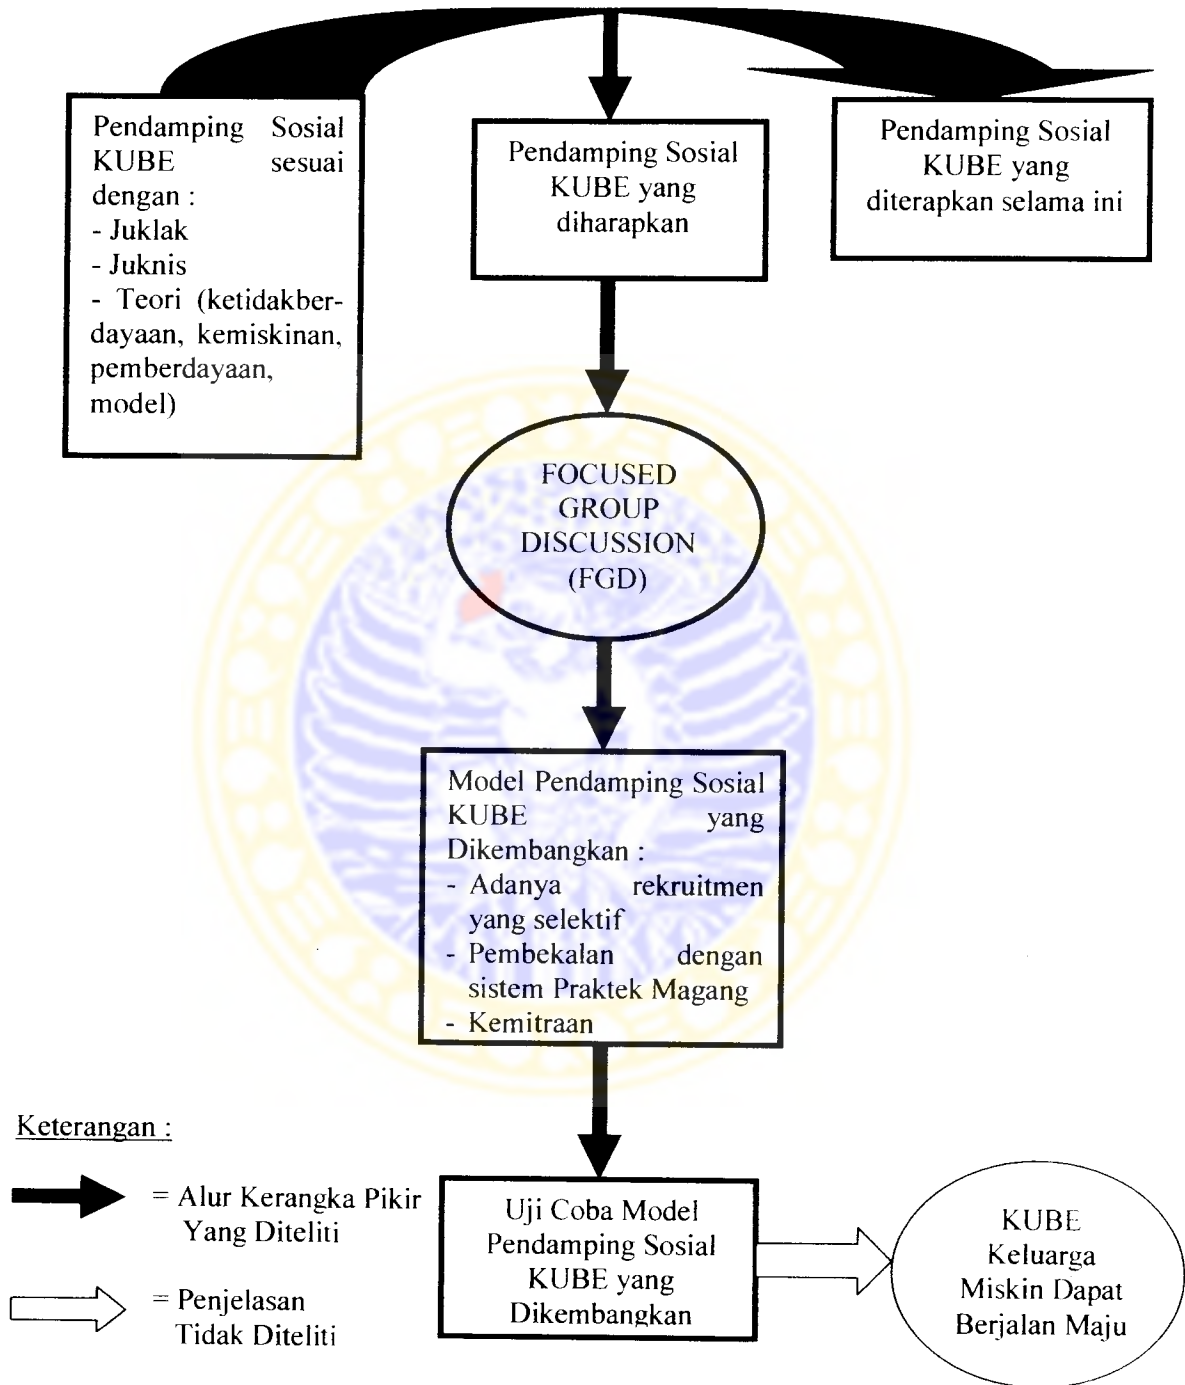 Pendamping Sosial
KUBE sesuai
dengan :
- Juklak
- Juknis
- Teori (ketidakber-
dayaan, kemiskinan,
pemberdayaan,
model)
Pendamping Sosial
KUBE yang
diharapkan
Pendamping Sosial
KUBE yang
diterapkan selama ini
FOCUSED
GROUP
DISCUSSION
(FGD)
Model Pendamping Sosial
KUBE yang
Dikembangkan :
- Adanya rekruitmen
yang selektif
- Pembekalan dengan
sistem Praktek Magang
- Kemitraan
Keterangan :
= Alur Kerangka Pikir
Yang Diteliti
= Penjelasan
Tidak Diteliti
Uji Coba Model
Pendamping Sosial
KUBE yang
Dikembangkan
KUBE
Keluarga
Miskin Dapat
Berjalan Maju